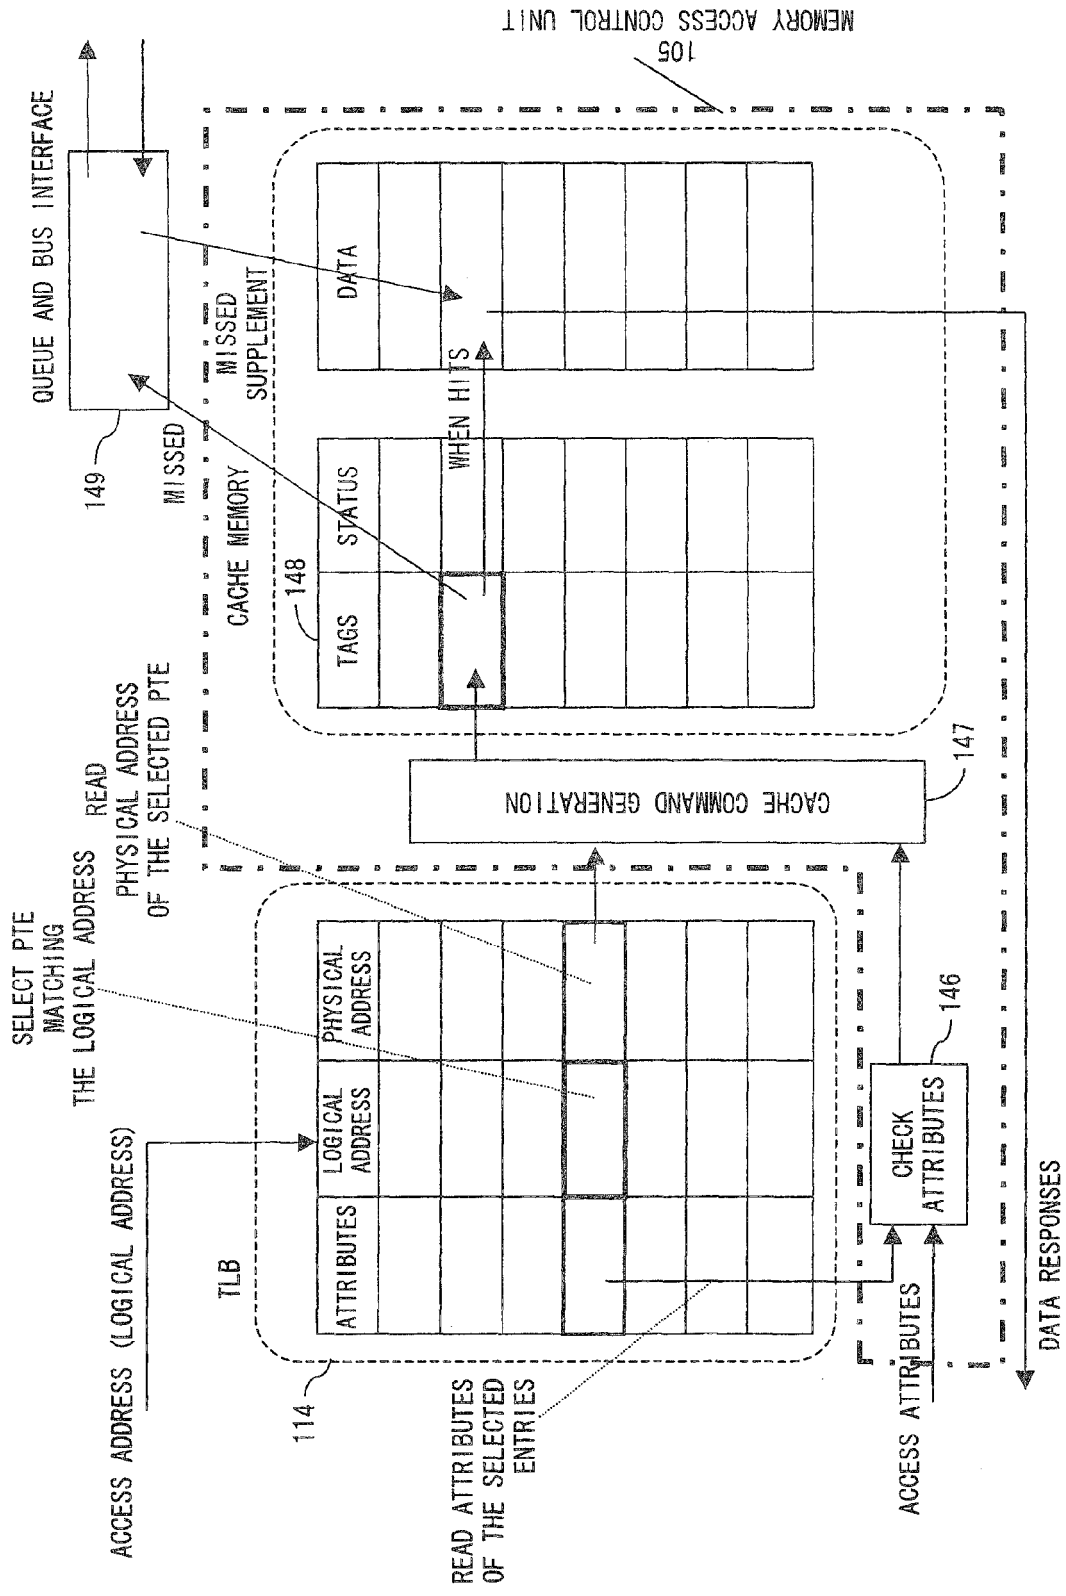 ACCESS ADDRESS (LOGICAL ADDRESS)
SELECT PTE
MATCHING
THE LOGICAL ADDRESS
READ
PHYSICAL ADDRESS
OF THE SELECTED PTE
QUEUE AND BUS INTERFACE
149
MISSED
MISSED
SUPPLEMENT
TLB
114
ATTRIBUTES
LOGICAL
ADDRESS
PHYSICAL
ADDRESS
CACHE MEMORY
148
TAGS
STATUS
DATA
WHEN HITS
READ ATTRIBUTES
OF THE SELECTED
ENTRIES
CACHE COMMAND GENERATION
147
ACCESS ATTRIBUTES
CHECK
ATTRIBUTES
146
DATA RESPONSES
105
MEMORY ACCESS CONTROL UNIT